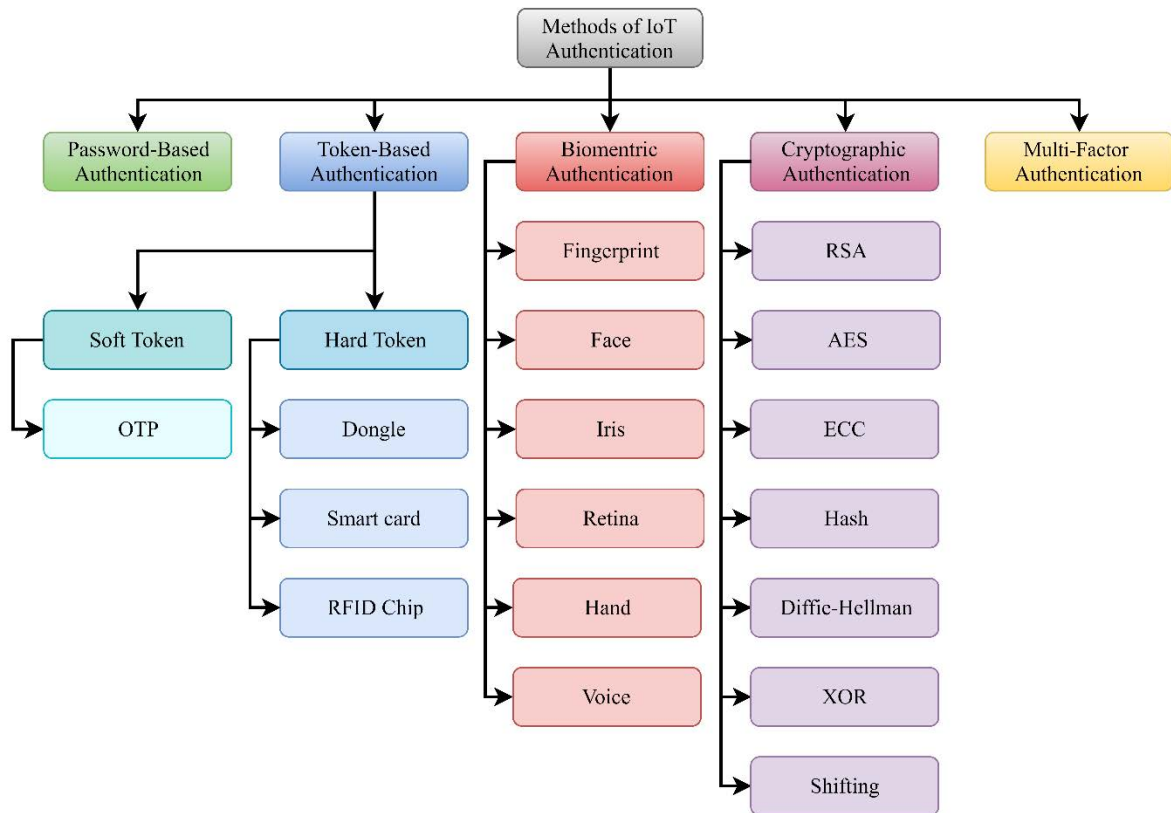 Methods of IoT
Authentication
Password-Based
Authentication
Token-Based
Authentication
Biomentric
Authentication
Cryptographic
Authentication
Multi-Factor
Authentication
Fingerprint
RSA
Soft Token
Hard Token
Face
AES
OTP
Dongle
Iris
ECC
Smart card
Retina
Hash
RFID Chip
Hand
Diffie-Hellman
Voice
XOR
Shifting